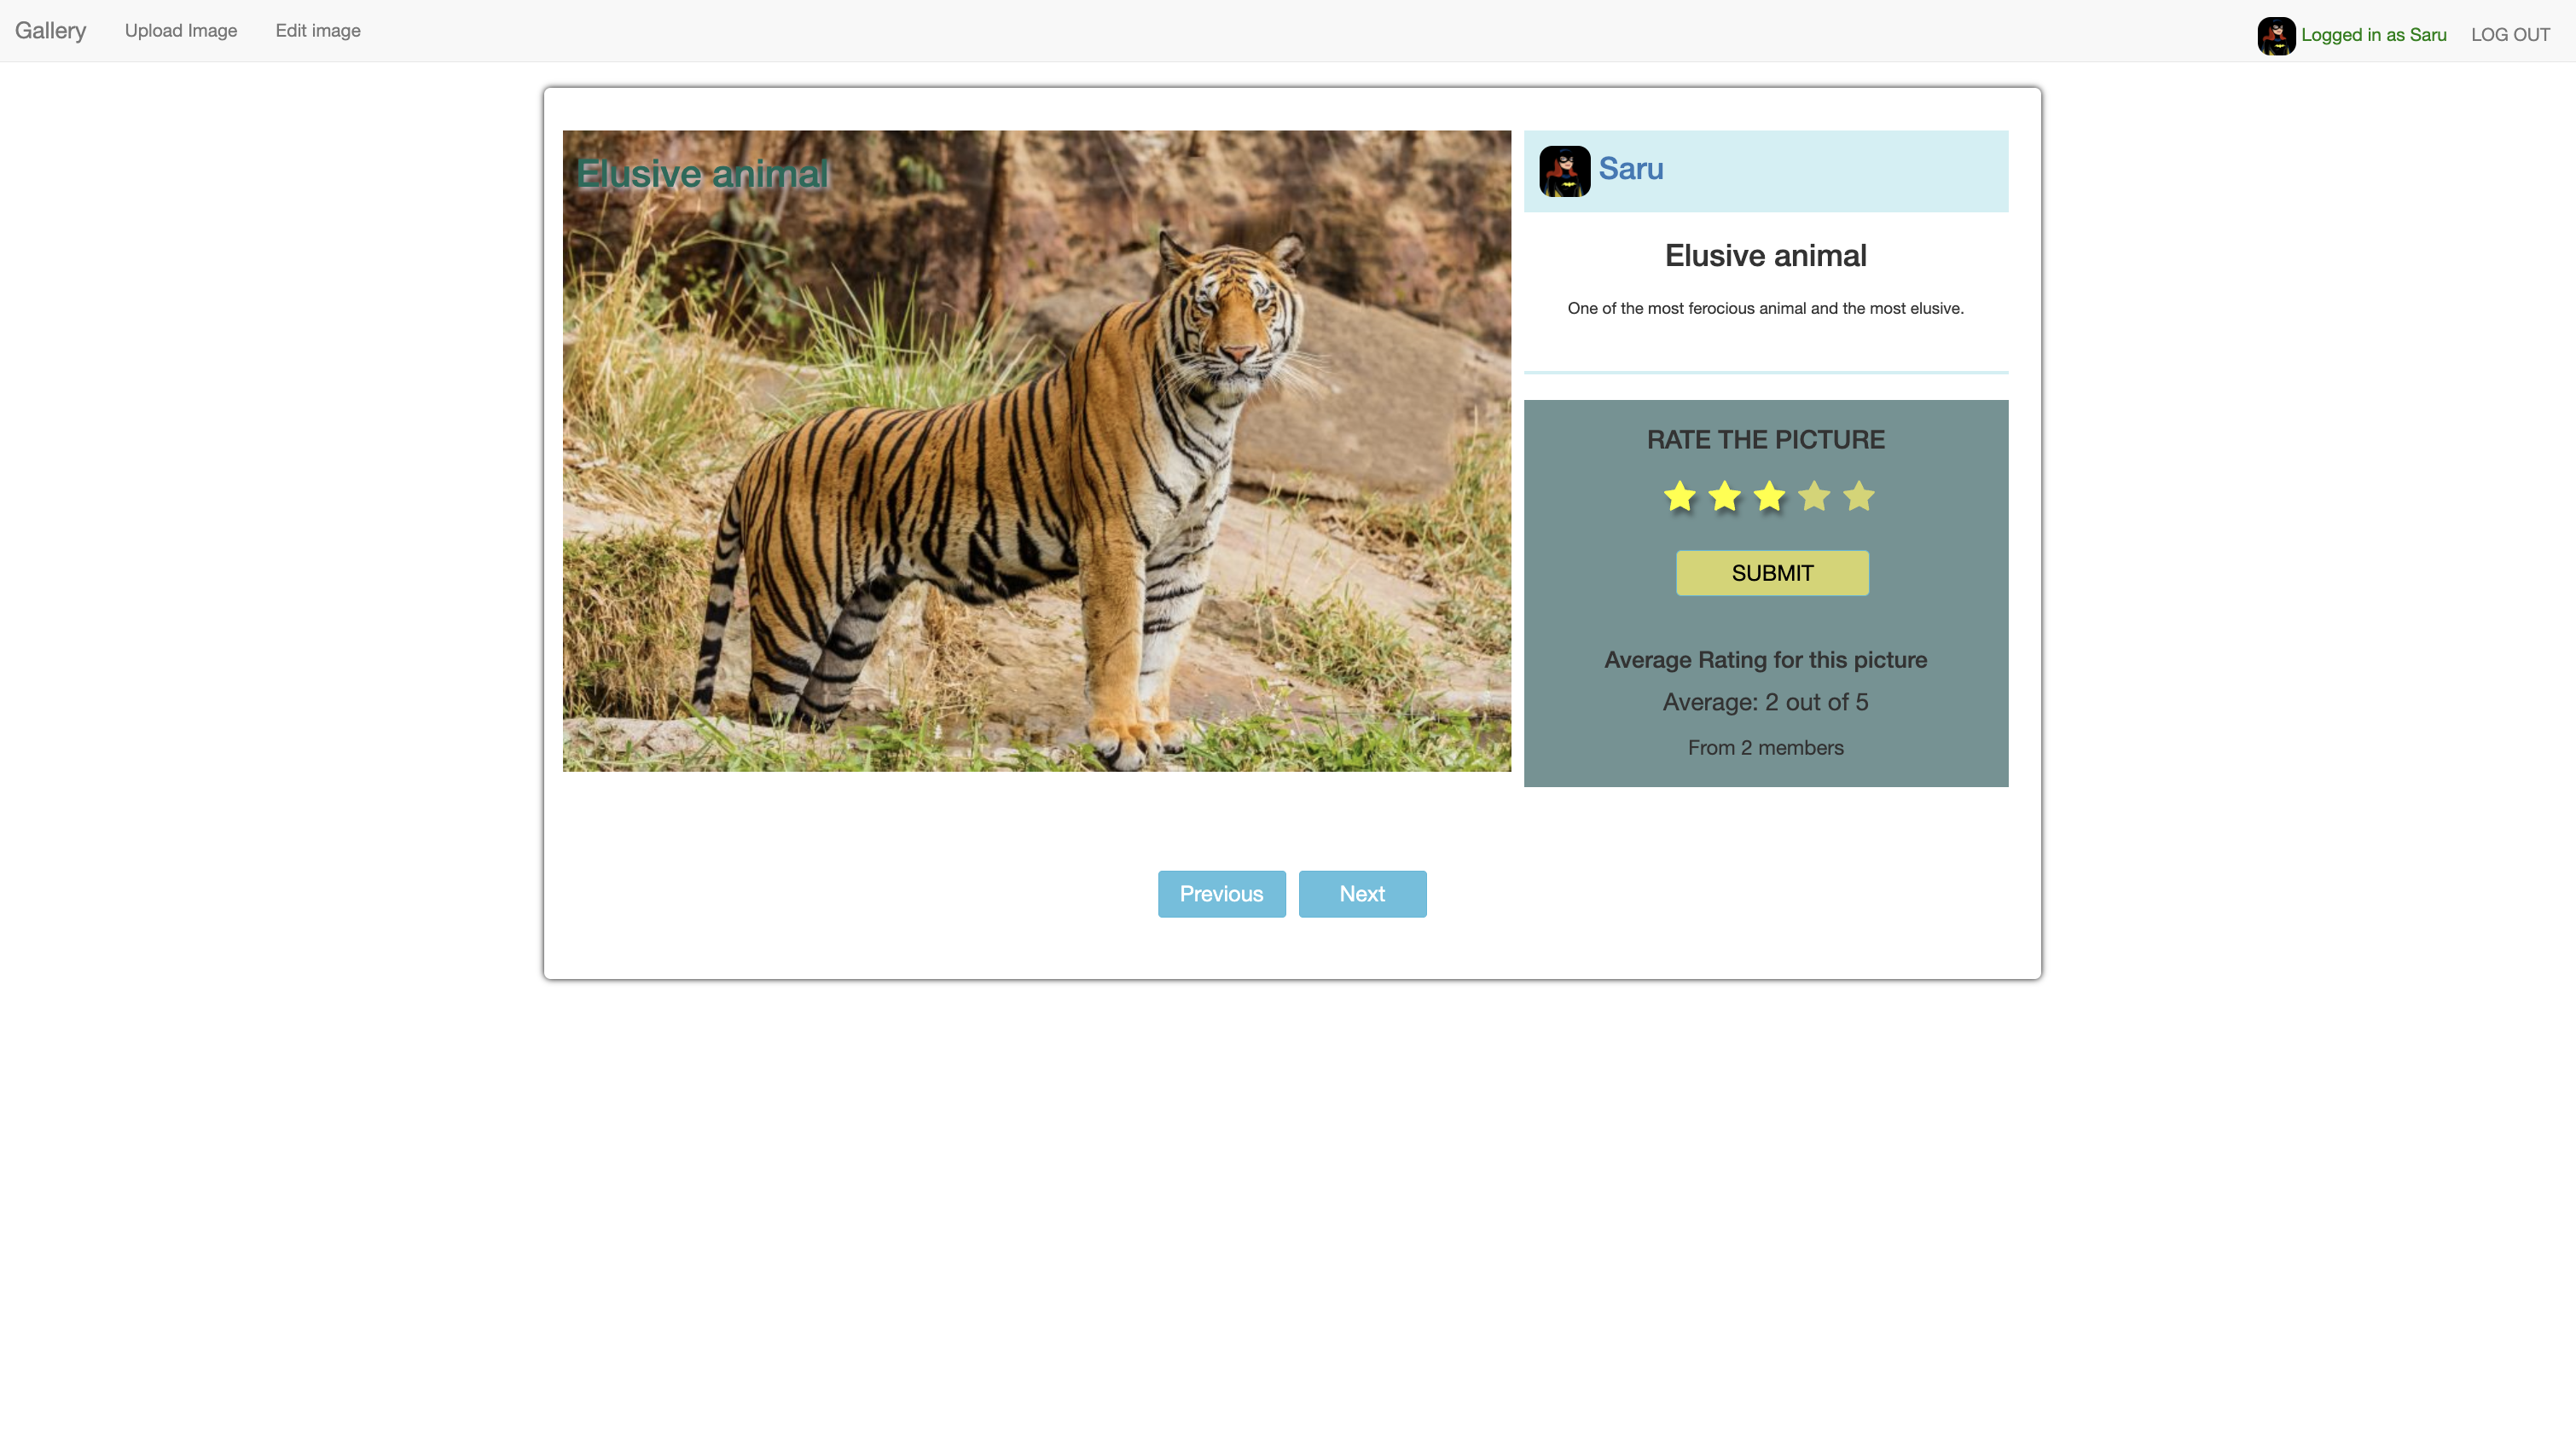 Gallery
Upload Image
Edit image
Logged in as Saru
LOG OUT
Elusive animal
Saru
Elusive animal
One of the most ferocious animal and the most elusive.
RATE THE PICTURE
SUBMIT
Average Rating for this picture
Average: 2 out of 5
From 2 members
Previous
Next